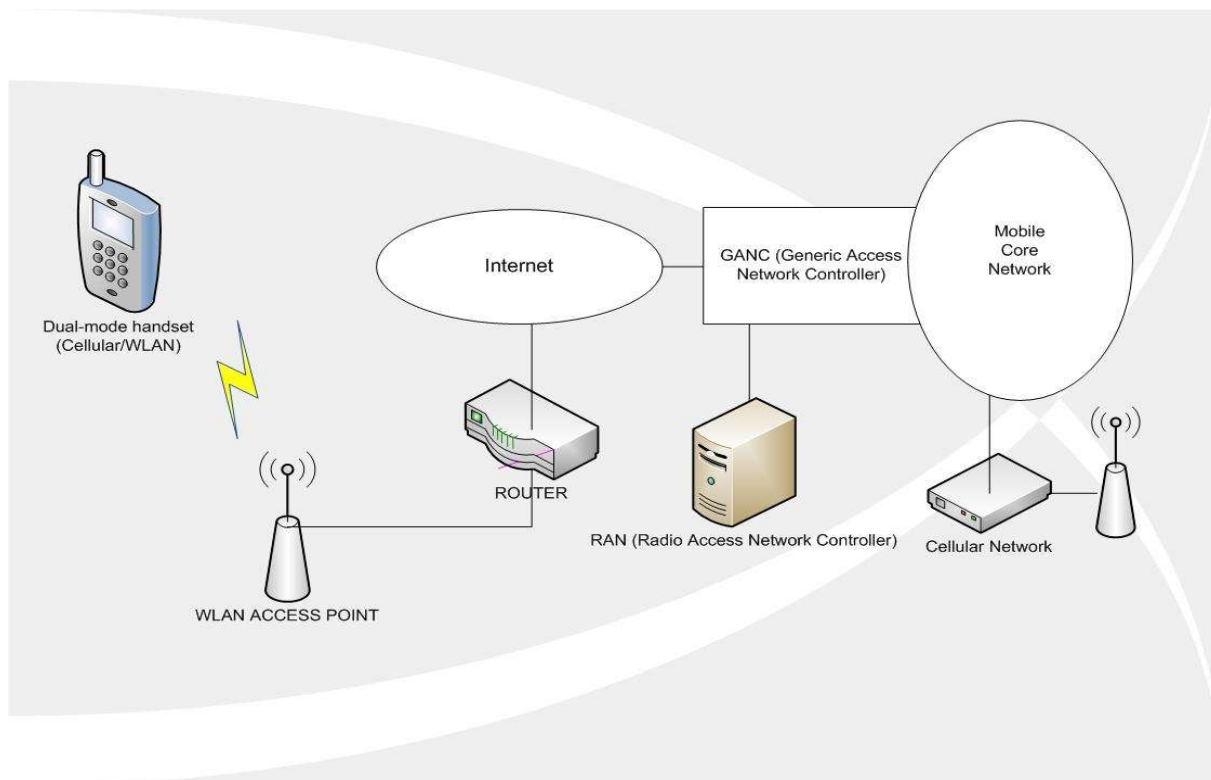 Mobile
Core
Network
GANC (Generic Access
Network Controller)
Internet
Dual-mode handset
(Cellular/WLAN)
ROUTER
RAN (Radio Access Network Controller)
Cellular Network
WLAN ACCESS POINT